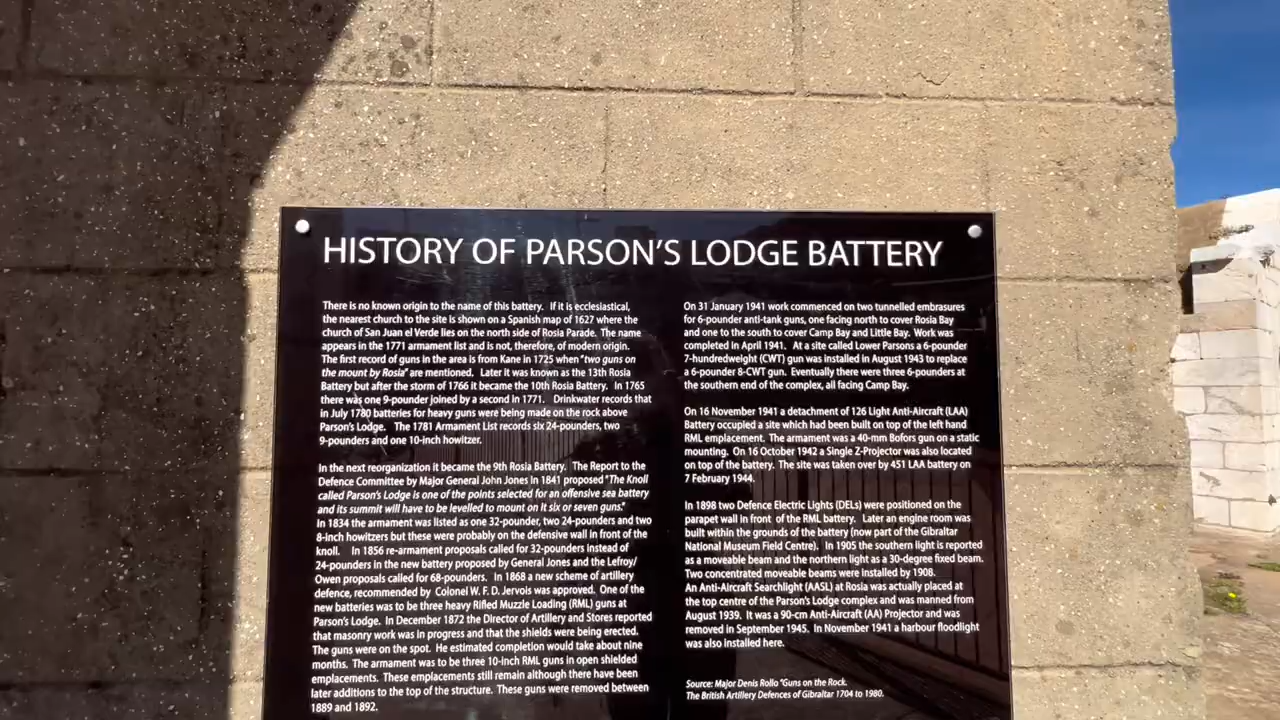 HISTORY OF PARSON'S LODGE BATTERY
There is no known origin to the name of this battery. If it is ecclesiastical,
the nearest church to the site is shown on a Spanish map of 1627 where the
church of San Juan el Verde lies on the north side of Rosia Parade. The name
appears in the 1771 armament list and is not, therefore, of modern origin.
The first record of guns in the area is from Kane in 1725 when "two guns on
the mount by Rosia" are mentioned. Later it was known as the 13th Rosia
Battery but after the storm of 1766 it became the 10th Rosia Battery. In 1765
there was one 9-pounder joined by a second in 1771. Drinkwater records that
in July 1780 batteries for heavy guns were being made on the rock above
Parson's Lodge. The 1781 Armament List records six 24-pounders, two
9-pounders and one 10-inch howitzer.
In the next reorganization it became the 9th Rosia Battery. The Report to the
Defence Committee by Major General John Jones in 1841 proposed "The Knoll
called Parson's Lodge is one of the points selected for an offensive sea battery
and its summit will have to be levelled to mount on it six or seven guns."
In 1834 the armament was listed as one 32-pounder, two 24-pounders and two
8-inch howitzers but these were probably on the defensive wall in front of the
knoll. In 1856 re-armament proposals called for 32-pounders instead of
24-pounders in the new battery proposed by General Jones and the Lefroy/
Owen proposals called for 68-pounders. In 1868 a new scheme of artillery
defence, recommended by Colonel W. F. D. Jervois was approved. One of the
new batteries was to be three heavy Rifled Muzzle Loading (RML) guns at
Parson's Lodge. In December 1872 the Director of Artillery and Stores reported
that masonry work was in progress and that the shields were being erected.
The guns were on the spot. He estimated completion would take about nine
months. The armament was to be three 10-inch RML guns in open shielded
emplacements. These emplacements still remain although there have been
later additions to the top of the structure. These guns were removed between
1889 and 1892.
On 31 January 1941 work commenced on two tunnelled embrasures
for 6-pounder anti-tank guns, one facing north to cover Rosia Bay
and one to the south to cover Camp Bay and Little Bay. Work was
completed in April 1941. At a site called Lower Parsons a 6-pounder
7-hundredweight (CWT) gun was installed in August 1943 to replace
a 6-pounder 8-CWT gun. Eventually there were three 6-pounders at
the southern end of the complex, all facing Camp Bay.
On 16 November 1941 a detachment of 126 Light Anti-Aircraft (LAA)
Battery occupied a site which had been built on top of the left hand
RML emplacement. The armament was a 40-mm Bofors gun on a static
mounting. On 16 October 1942 a Single Z-Projector was also located
on top of the battery. The site was taken over by 451 LAA battery on
7 February 1944.
In 1898 two Defence Electric Lights (DELs) were positioned on the
parapet wall in front of the RML battery. Later an engine room was
built within the grounds of the battery (now part of the Gibraltar
National Museum Field Centre). In 1905 the southern light is reported
as a moveable beam and the northern light as a 30-degree fixed beam.
Two concentrated moveable beams were installed by 1908.
An Anti-Aircraft Searchlight (AASL) at Rosia was actually placed at
the top centre of the Parson's Lodge complex and was manned from
August 1939. It was a 90-cm Anti-Aircraft (AA) Projector and was
removed in September 1945. In November 1941 a harbour floodlight
was also installed here.
Source: Major Denis Rollo "Guns on the Rock.
The British Artillery Defences of Gibraltar 1704 to 1980.